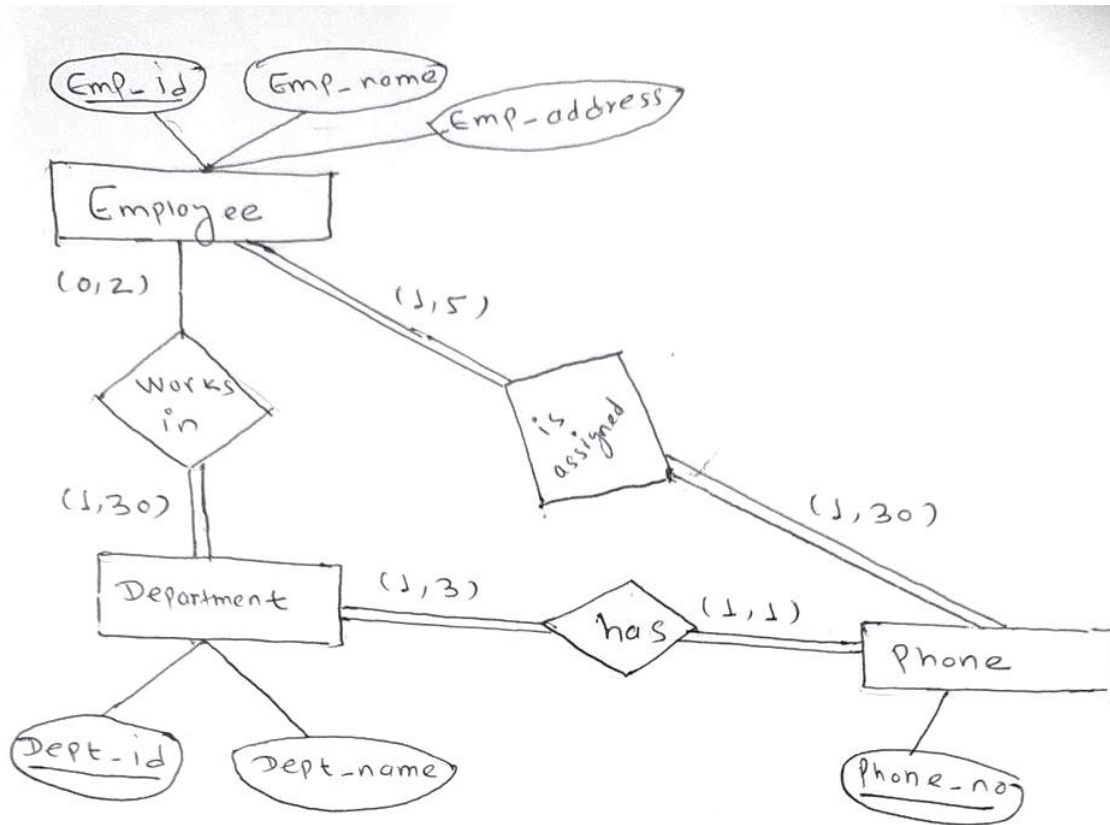 Emp_id
Emp_name
Emp_address
Employee
(0,2)
(1,5)
Works
in
is
assigned
(1,30)
(1,30)
Department
(1,3)
has
(1,1)
Phone
Dept_id
Dept_name
Phone_no